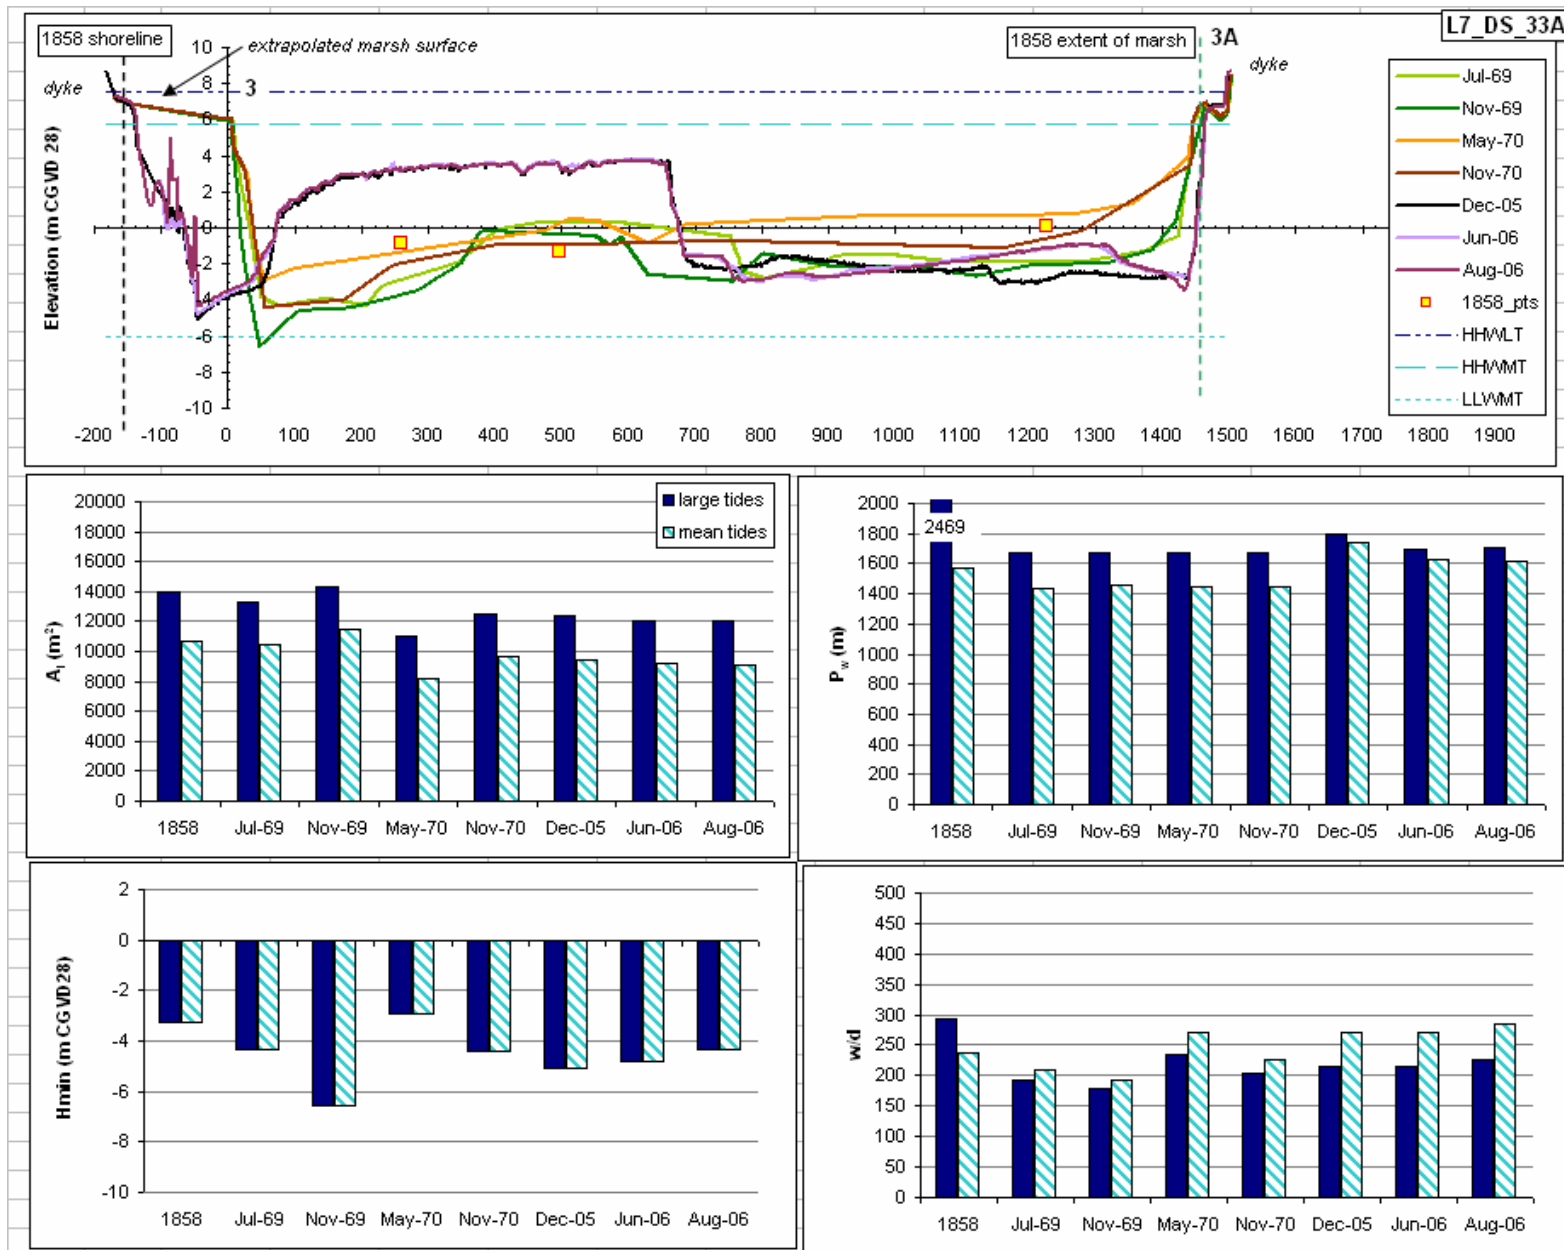 L7_DS_33A
1858 shoreline
extrapolated marsh surface
1858 extent of marsh
3A
dyke
3
dyke
Elevation (m CGVD 28)
10
8
6
4
2
0
-2
-4
-6
-8
-10
-200 -100 0 100 200 300 400 500 600 700 800 900 1000 1100 1200 1300 1400 1500 1600 1700 1800 1900
Jul-69
Nov-69
May-70
Nov-70
Dec-05
Jun-06
Aug-06
1858_pts
HHWLT
HHWMT
LLWMT
A_I (m²)
20000
18000
16000
14000
12000
10000
8000
6000
4000
2000
0
large tides
mean tides
1858 Jul-69 Nov-69 May-70 Nov-70 Dec-05 Jun-06 Aug-06
P_w (m)
2000
1800
1600
1400
1200
1000
800
600
400
200
0
2469
1858 Jul-69 Nov-69 May-70 Nov-70 Dec-05 Jun-06 Aug-06
Hmin (m CGVD28)
2
0
-2
-4
-6
-8
-10
1858 Jul-69 Nov-69 May-70 Nov-70 Dec-05 Jun-06 Aug-06
w/d
500
450
400
350
300
250
200
150
100
50
0
1858 Jul-69 Nov-69 May-70 Nov-70 Dec-05 Jun-06 Aug-06